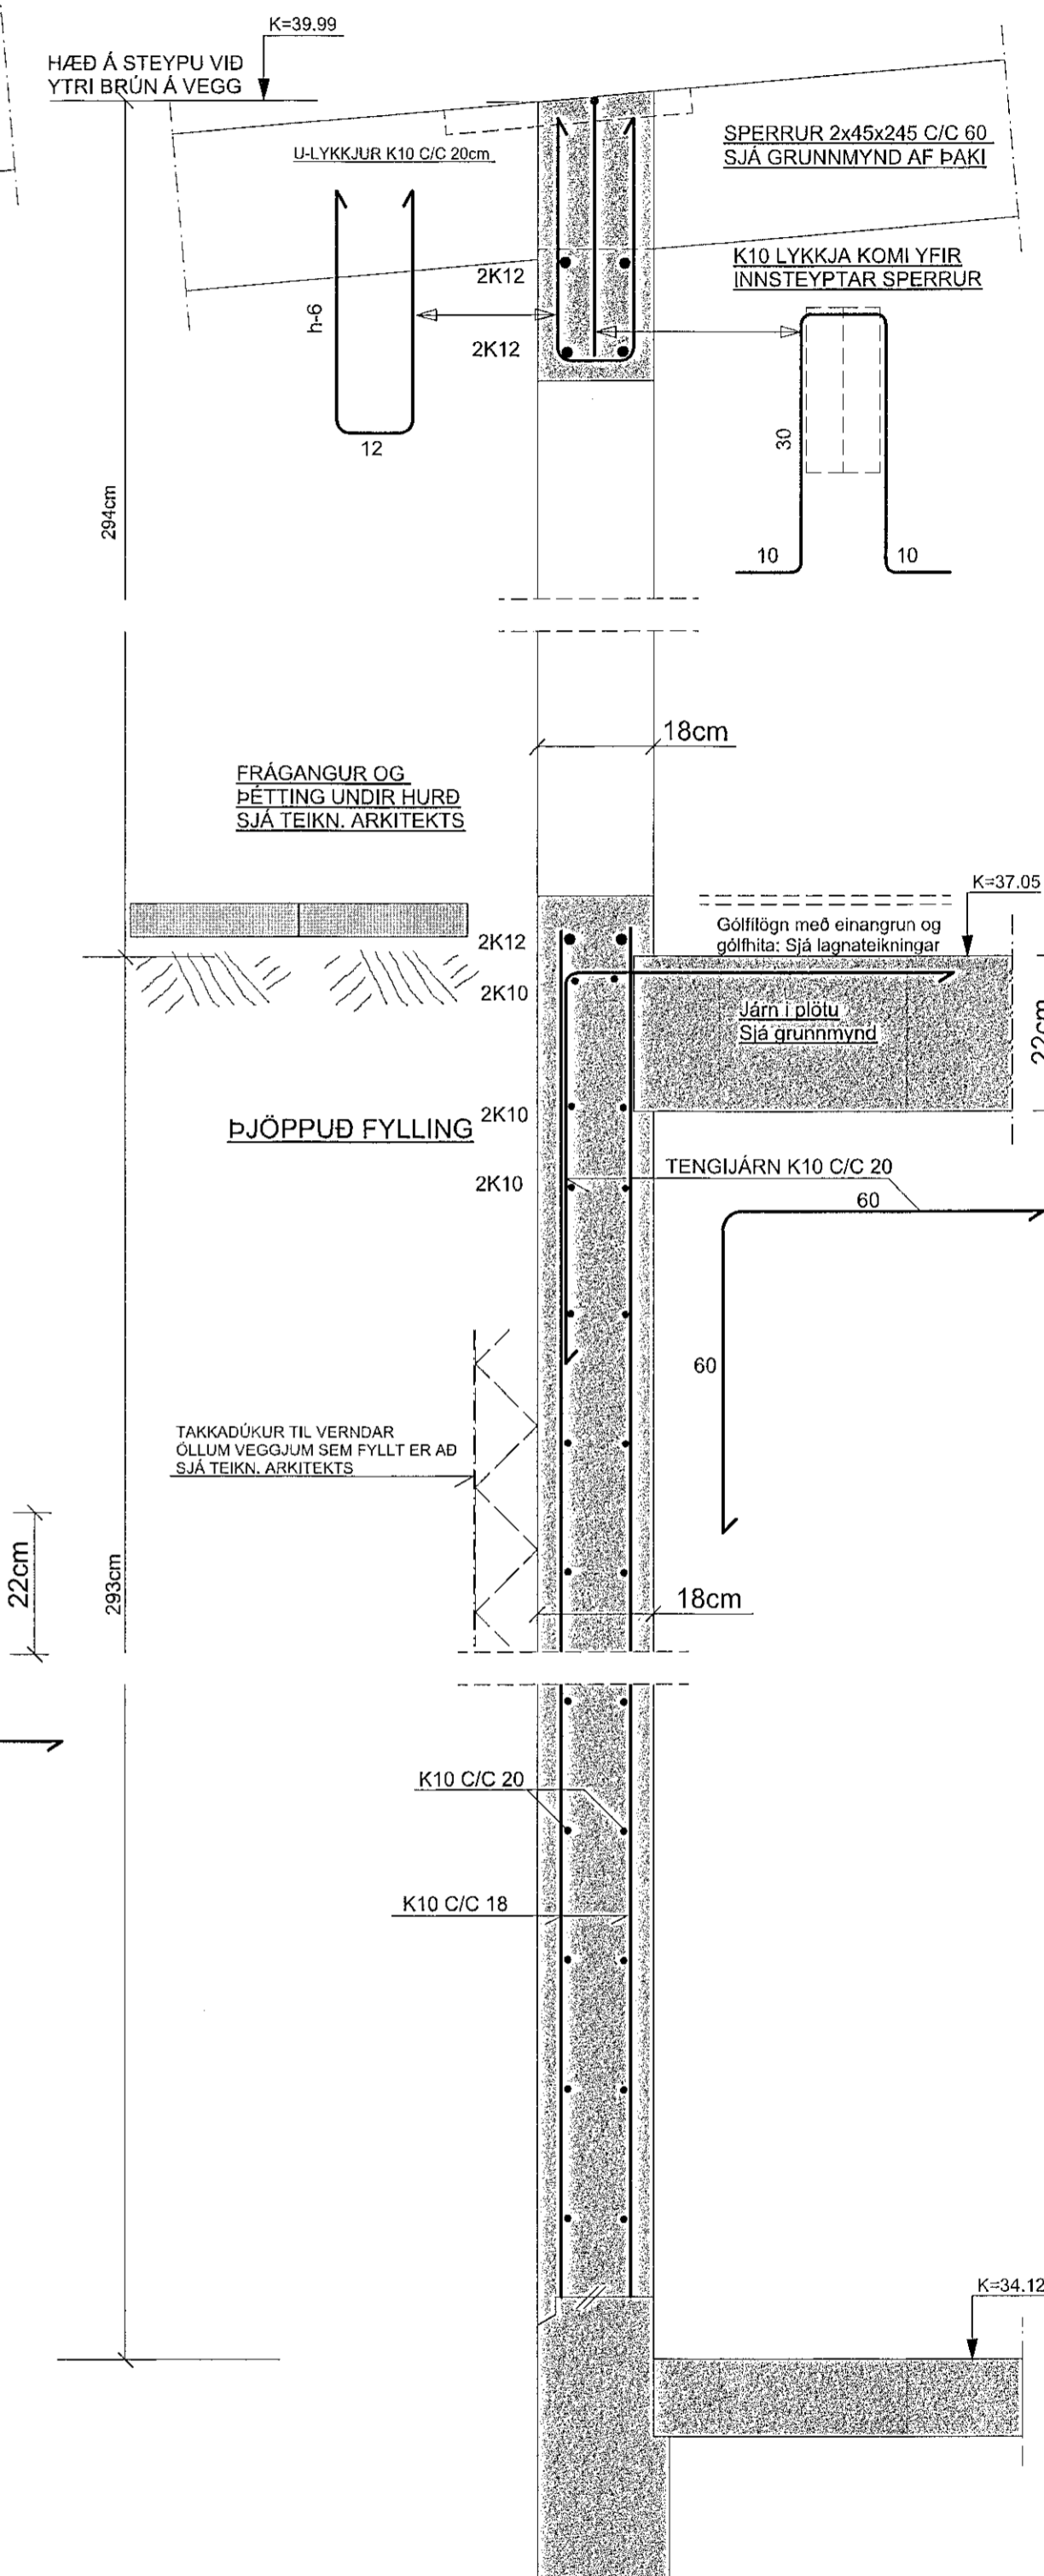 K=39.99
HÆÐ Á STEYPU VIÐ
YTRI BRÚN Á VEGG
U-LYKKJUR K10 C/C 20cm
SPERRUR 2x45x245 C/C 60
SJÁ GRUNNMYND AF ÞAKI
K10 LYKKJA KOMI YFIR
INNSTEYPTAR SPERRUR
2K12
h-6
2K12
12
30
10
10
294cm
18cm
FRÁGANGUR OG
ÞÉTTING UNDIR HURÐ
SJÁ TEIKN. ARKITEKTS
K=37.05
Gólfílögn með einangrun og
gólfhita: Sjá lagnateikningar
2K12
2K10
Járn í plötu
Sjá grunnmynd
22cm
2K10
ÞJÖPPUÐ FYLLING
2K10
TENGIJÁRN K10 C/C 20
60
60
TAKKADÚKUR TIL VERNDAR
ÖLLUM VEGGJUM SEM FYLLT ER AÐ
SJÁ TEIKN. ARKITEKTS
22cm
293cm
18cm
K10 C/C 20
K10 C/C 18
K=34.12